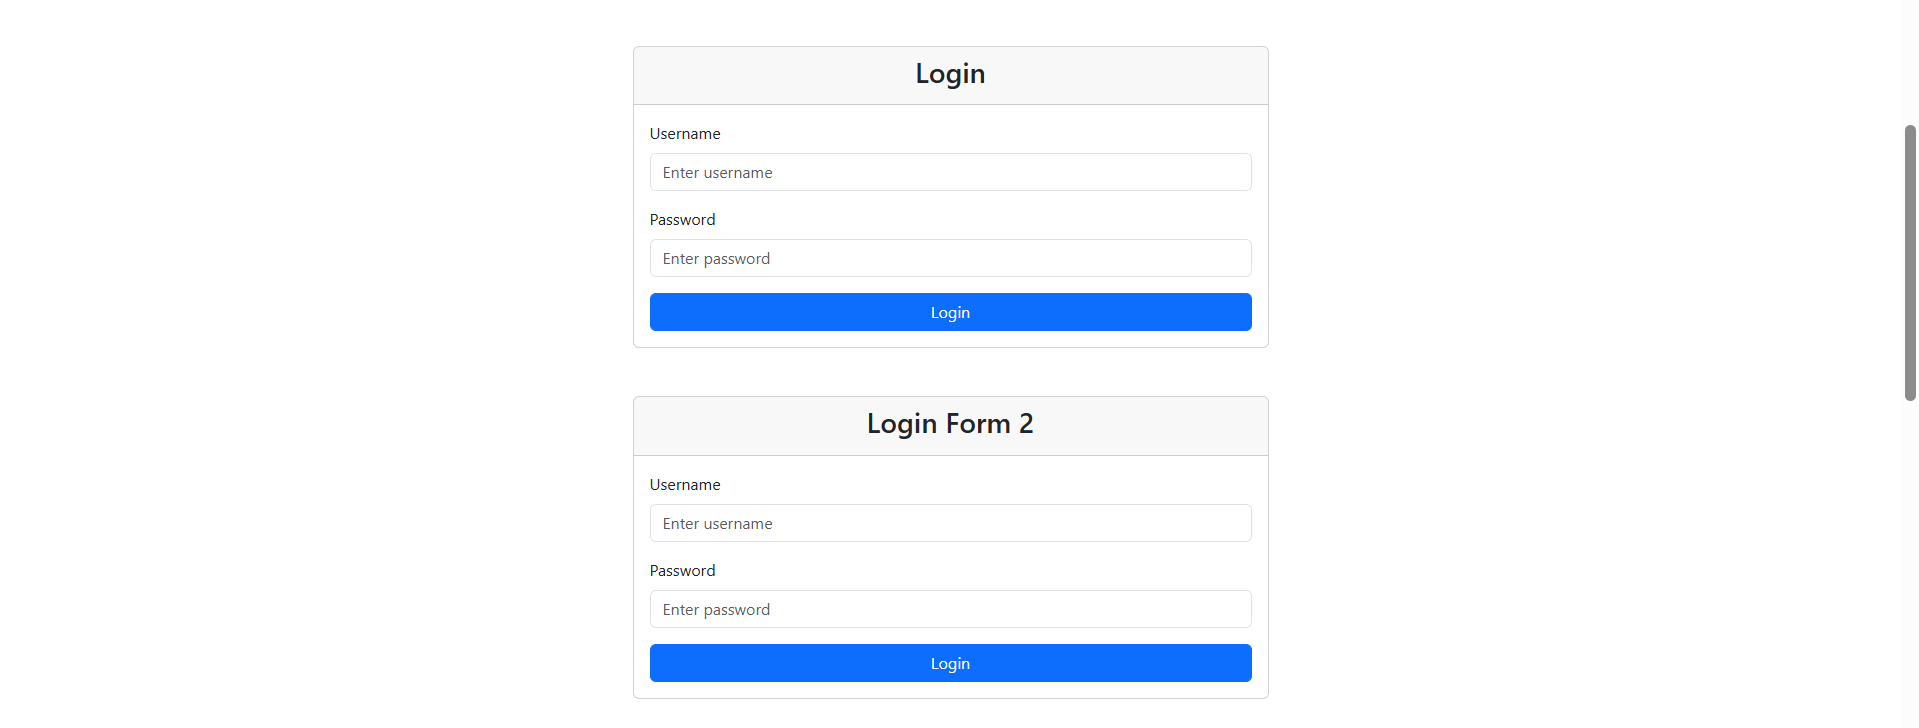 Login
Username
Enter username
Password
Enter password
Login
Login Form 2
Username
Enter username
Password
Enter password
Login